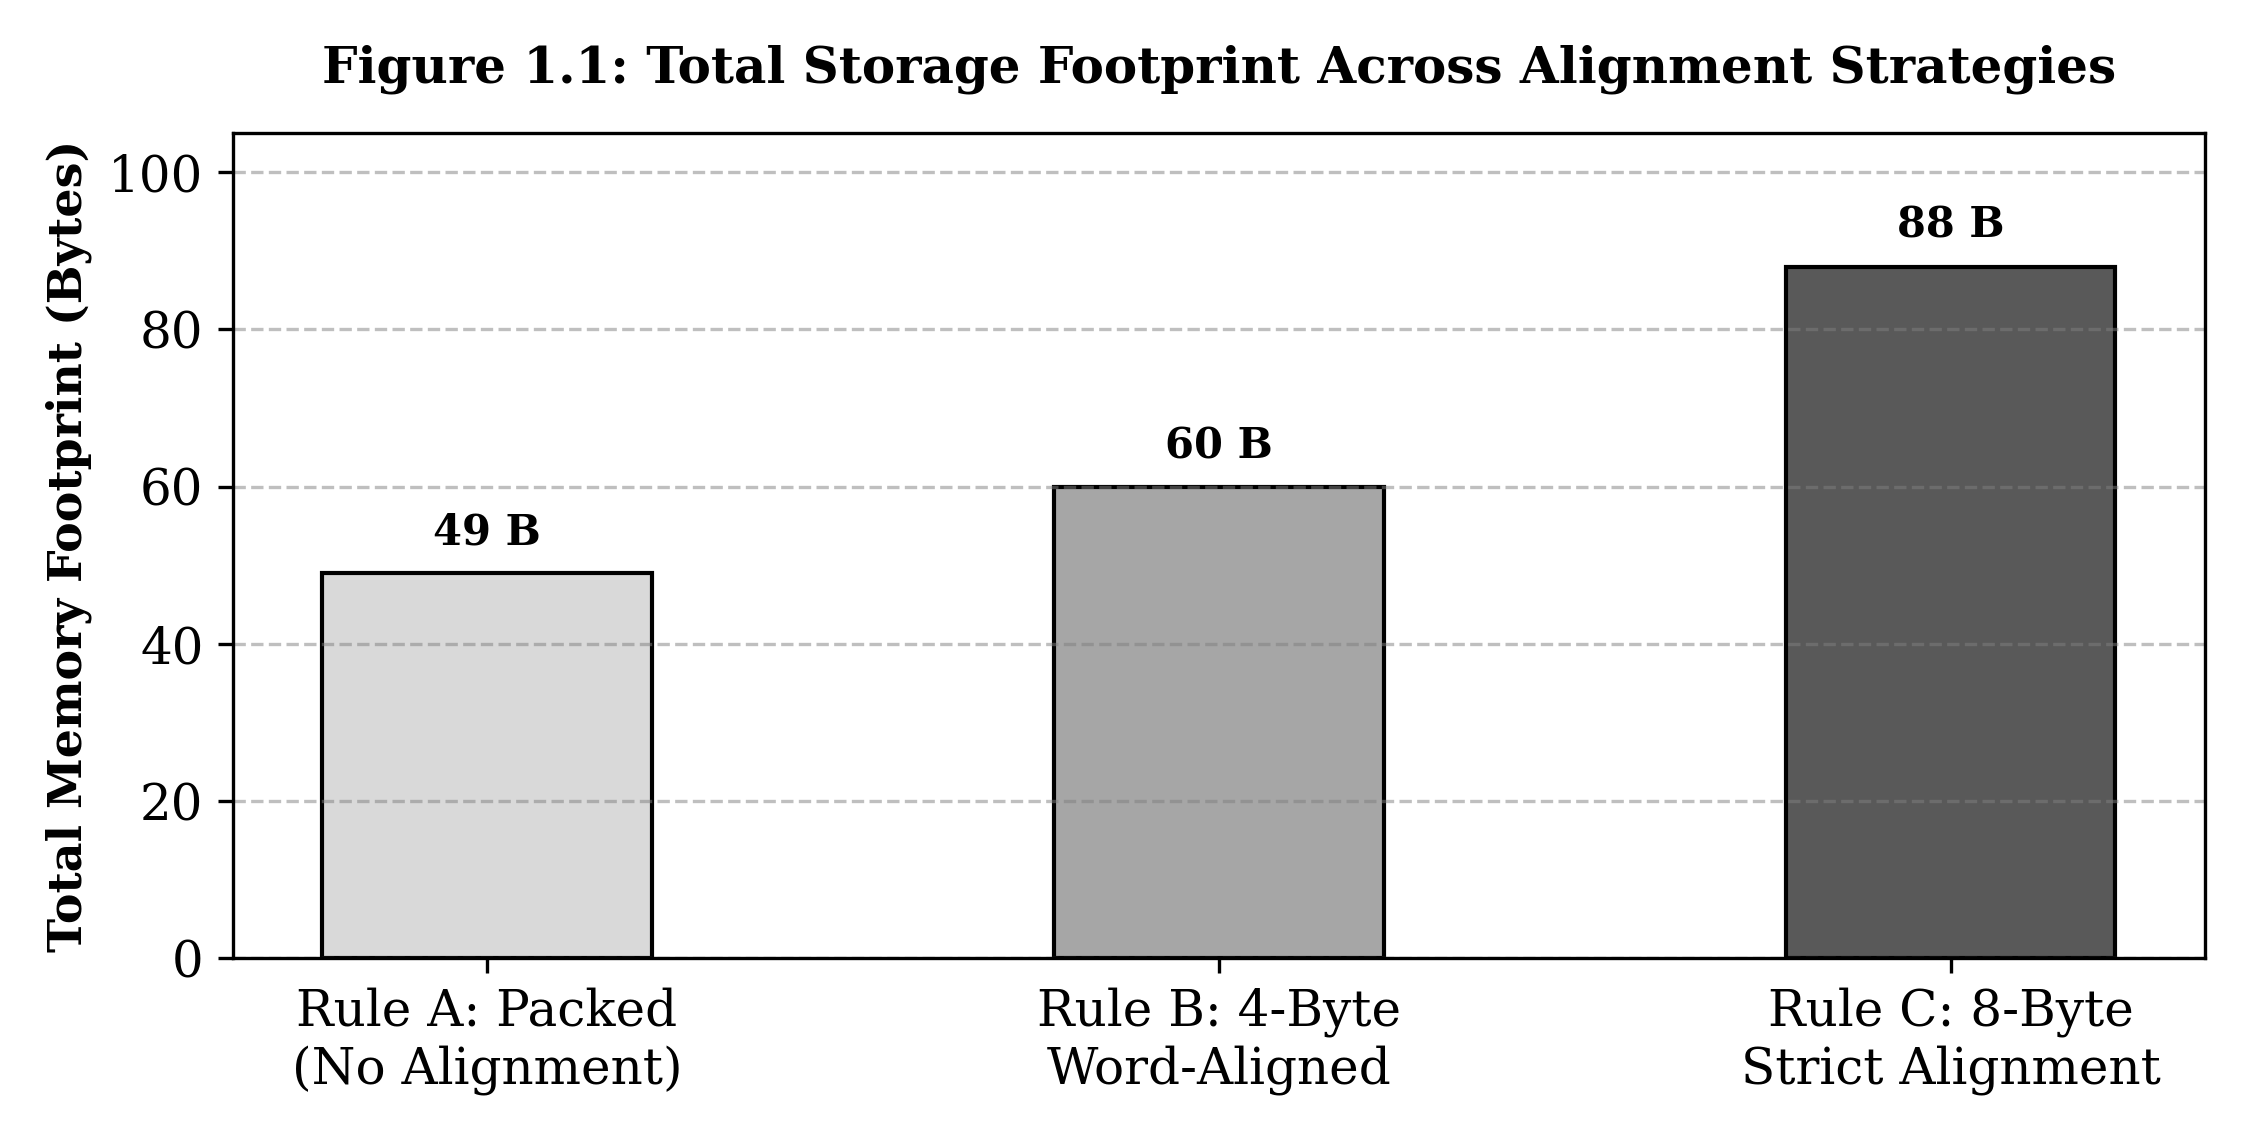 Figure 1.1: Total Storage Footprint Across Alignment Strategies
Total Memory Footprint (Bytes)
100
80
60
40
20
0
49 B
60 B
88 B
Rule A: Packed
(No Alignment)
Rule B: 4-Byte
Word-Aligned
Rule C: 8-Byte
Strict Alignment